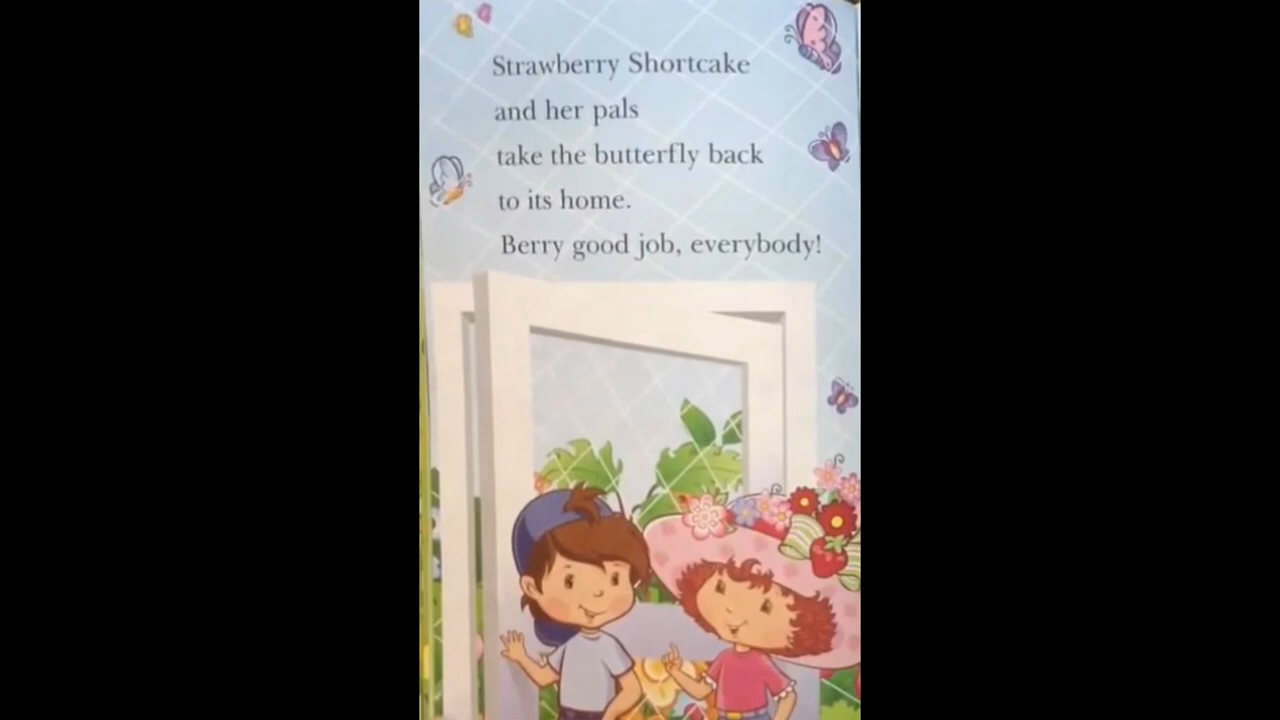 Strawberry Shortcake
and her pals
take the butterfly back
to its home.
Berry good job, everybody!